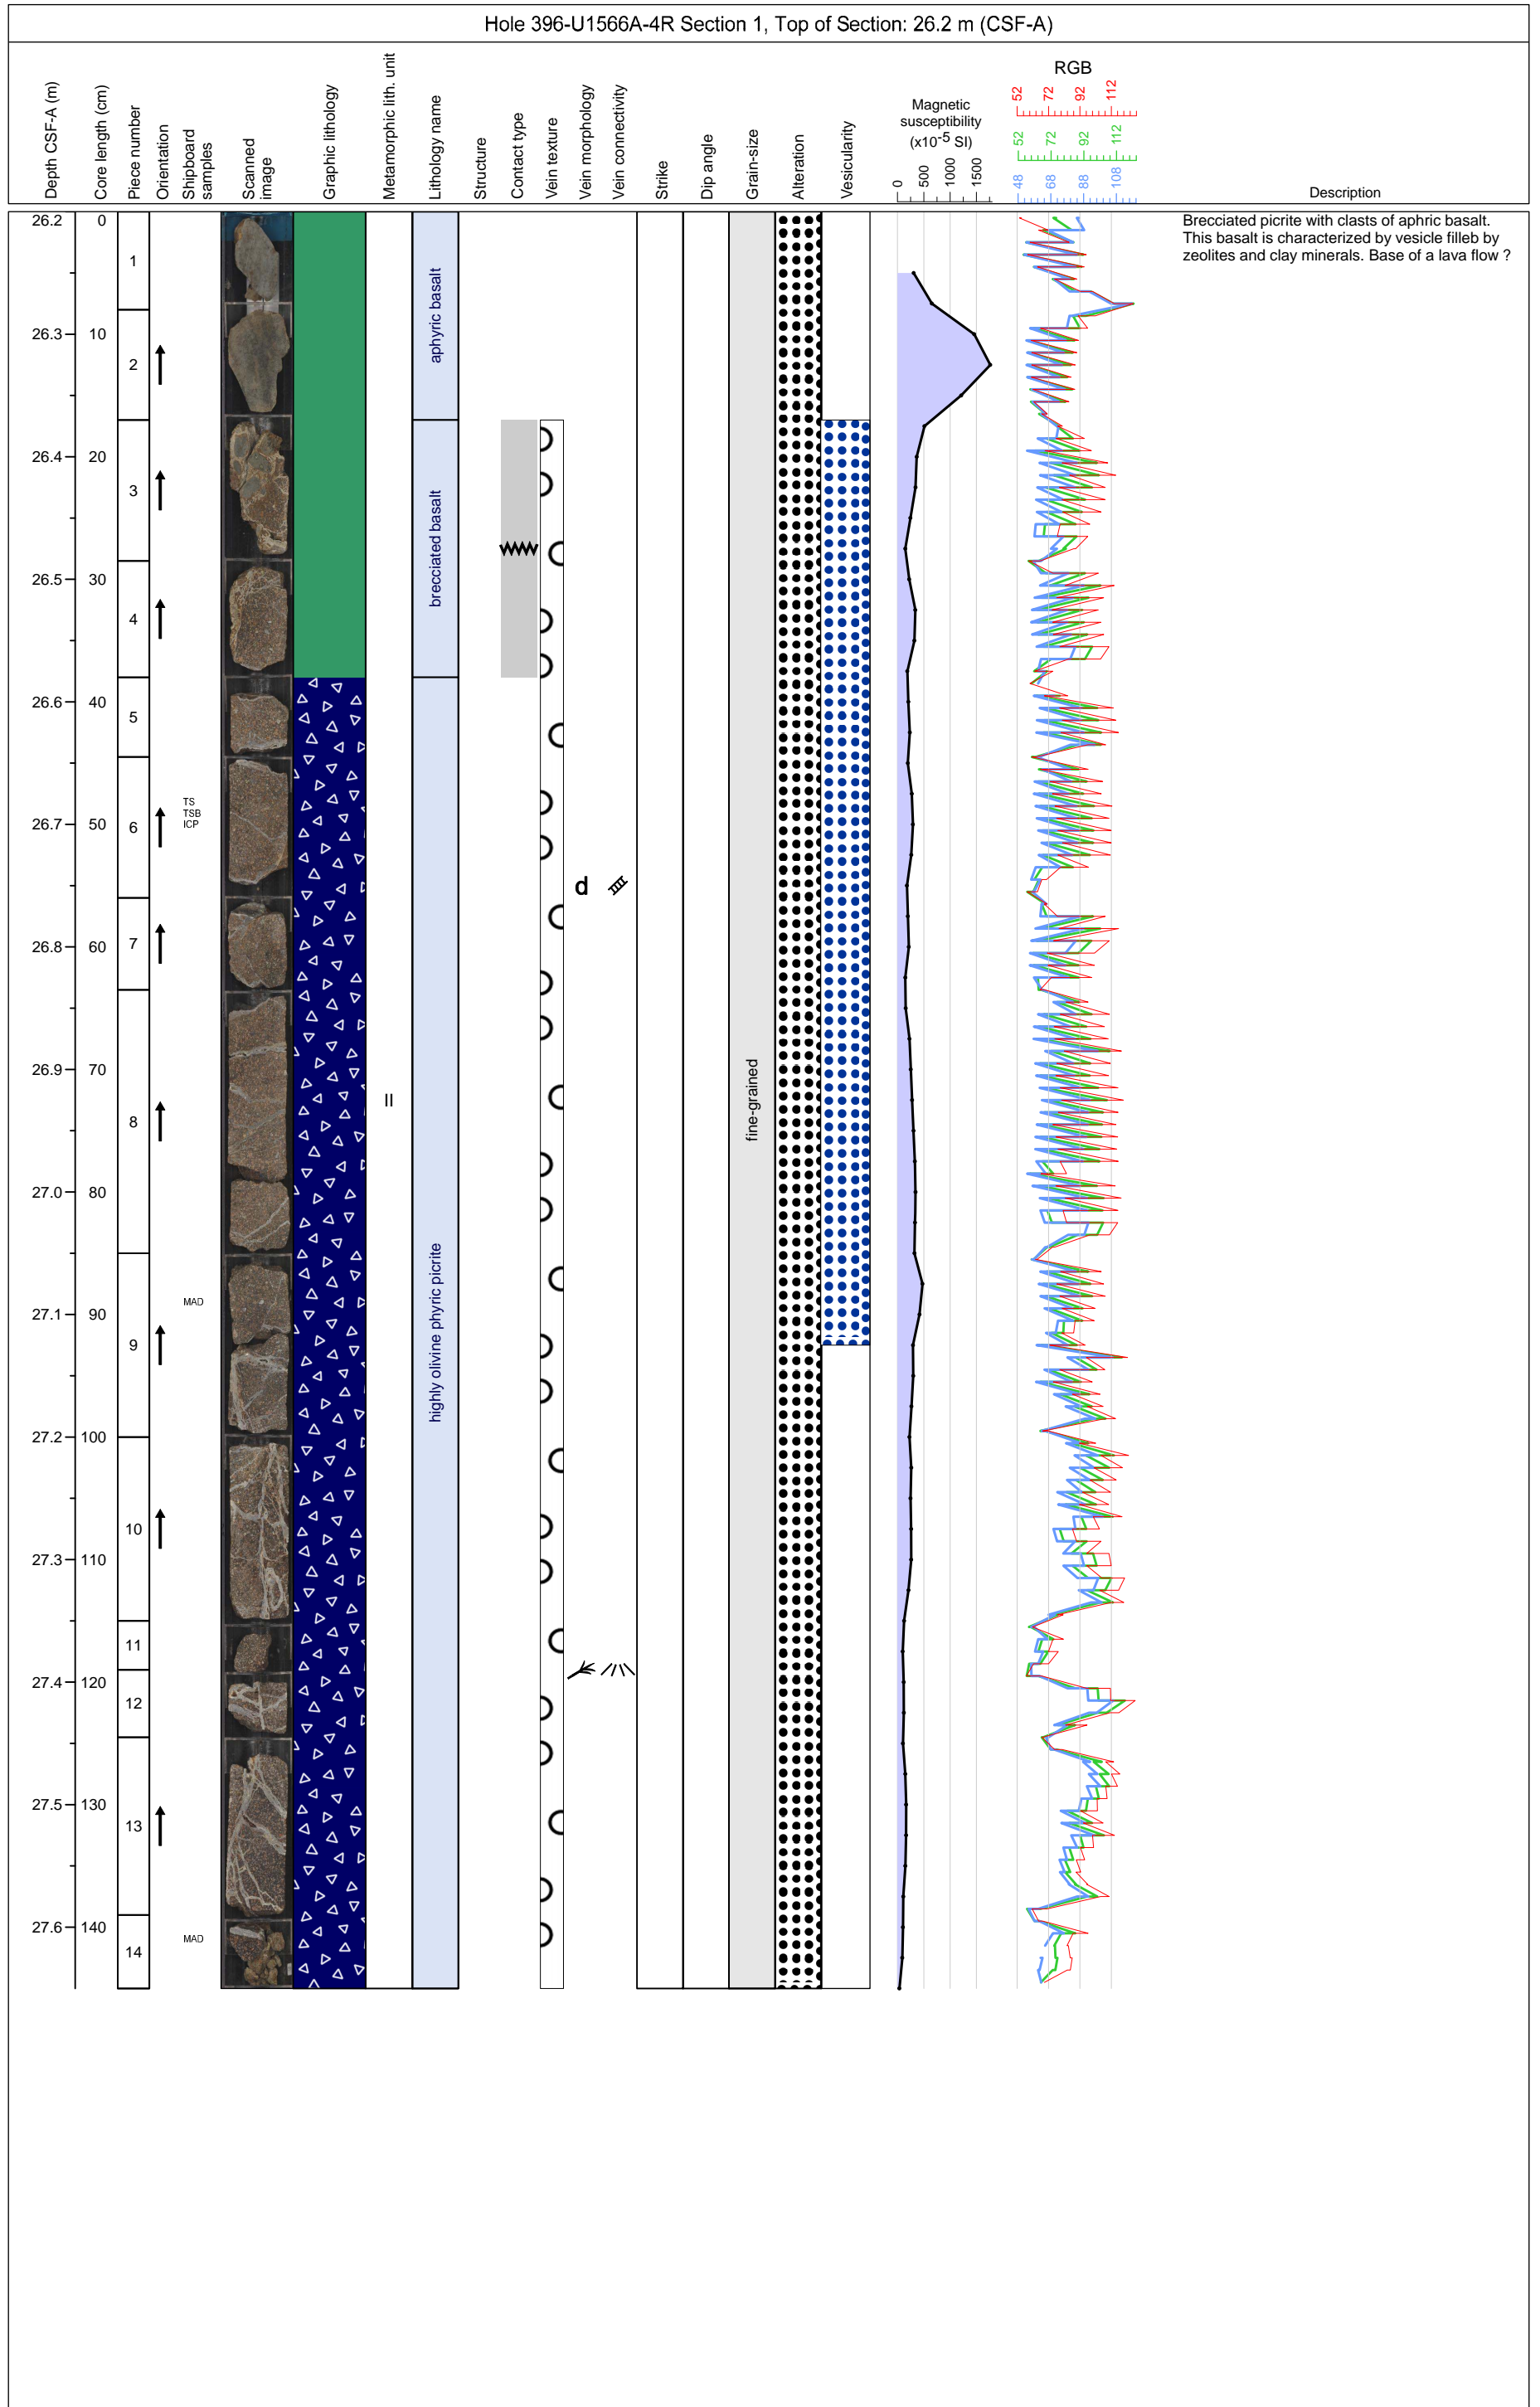 Hole 396-U1566A-4R Section 1, Top of Section: 26.2 m (CSF-A)
Depth CSF-A (m)
Core length (cm)
Piece number
Orientation
Shipboard
samples
Scanned
image
Graphic lithology
Metamorphic lith. unit
Lithology name
Structure
Contact type
Vein texture
Vein morphology
Vein connectivity
Strike
Dip angle
Grain-size
Alteration
Vesicularity
Magnetic
susceptibility
(x10-5 SI)
0
500
1000
1500
RGB
52
72
92
112
52
72
92
112
48
68
88
108
Description
Brecciated picrite with clasts of aphric basalt.
This basalt is characterized by vesicle filleb by
zeolites and clay minerals. Base of a lava flow ?
26.2
26.3
26.4
26.5
26.6
26.7
26.8
26.9
27.0
27.1
27.2
27.3
27.4
27.5
27.6
0
10
20
30
40
50
60
70
80
90
100
110
120
130
140
1
2
3
4
5
6
7
8
9
10
11
12
13
14
TS
TSB
ICP
MAD
MAD
II
aphyric basalt
brecciated basalt
highly olivine phyric picrite
d
fine-grained